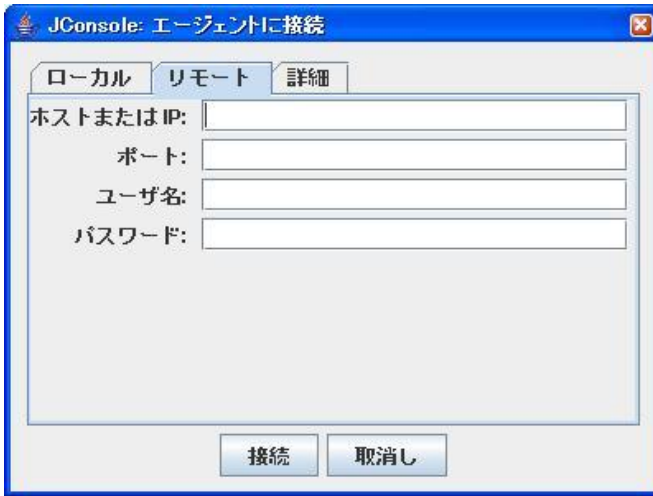 JConsole: エージェントに接続
ローカル リモート 詳細
ホストまたは IP:
ポート:
ユーザ名:
パスワード:
接続 取消し